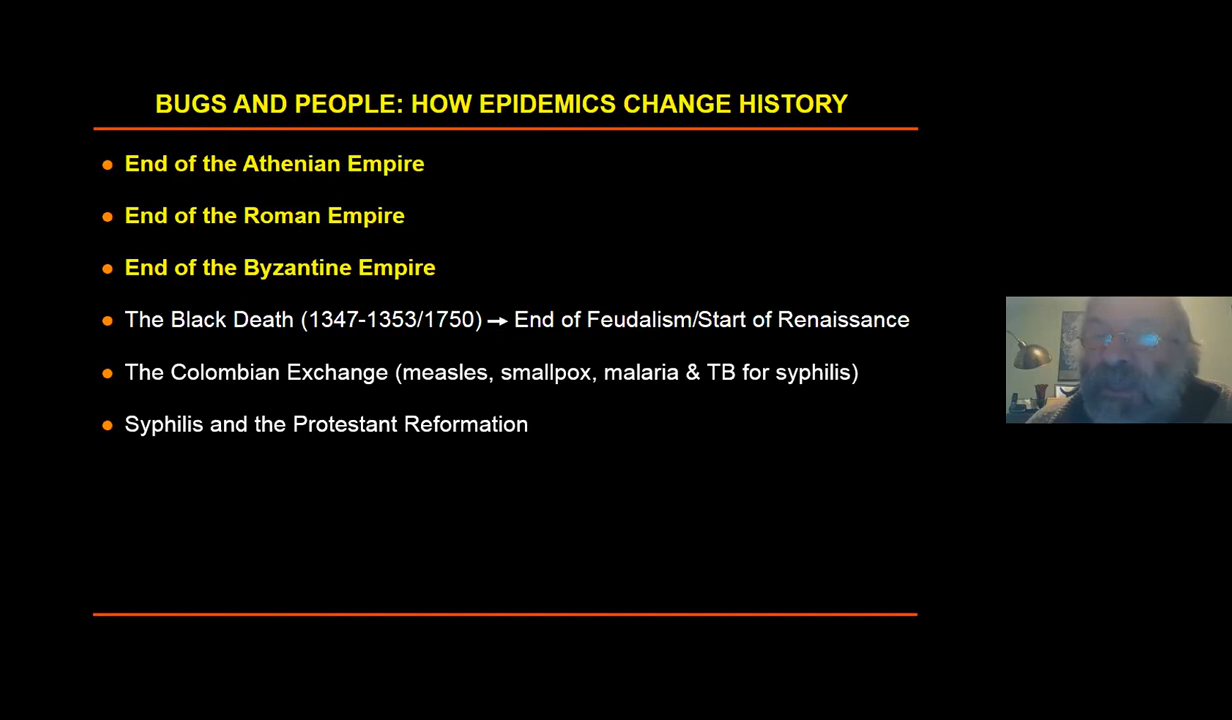 BUGS AND PEOPLE: HOW EPIDEMICS CHANGE HISTORY
● End of the Athenian Empire
● End of the Roman Empire
● End of the Byzantine Empire
● The Black Death (1347-1353/1750) → End of Feudalism/Start of Renaissance
● The Colombian Exchange (measles, smallpox, malaria & TB for syphilis)
● Syphilis and the Protestant Reformation